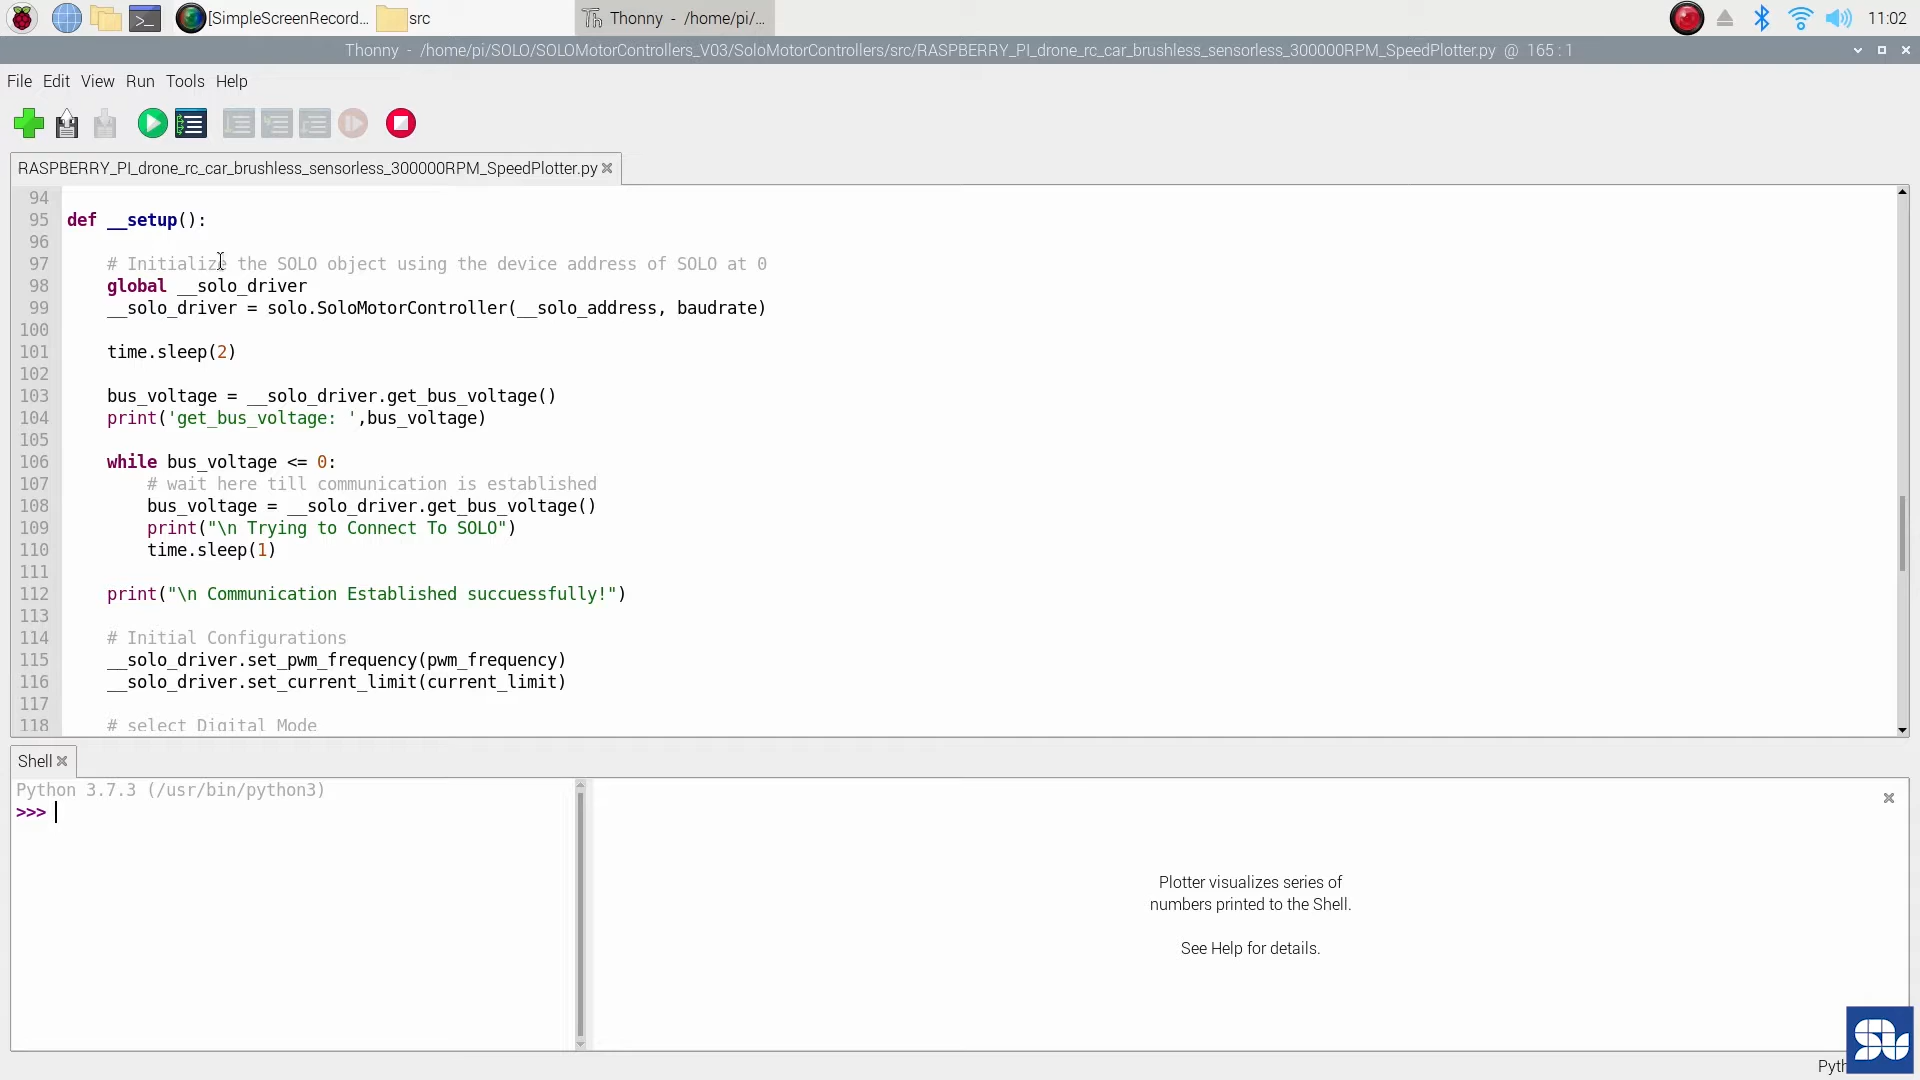 [SimpleScreenRecord...
src
Thonny - /home/pi/...
11:02
Thonny - /home/pi/SOLO/SOLOMotorControllers_V03/SoloMotorControllers/src/RASPBERRY_PI_drone_rc_car_brushless_sensorless_300000RPM_SpeedPlotter.py @ 165 : 1
File Edit View Run Tools Help
RASPBERRY_PI_drone_rc_car_brushless_sensorless_300000RPM_SpeedPlotter.py
94
95 def __setup():
96
97 # Initialize the SOLO object using the device address of SOLO at 0
98 global __solo_driver
99 __solo_driver = solo.SoloMotorController(__solo_address, baudrate)
100
101 time.sleep(2)
102
103 bus_voltage = __solo_driver.get_bus_voltage()
104 print('get_bus_voltage: ',bus_voltage)
105
106 while bus_voltage <= 0:
107 # wait here till communication is established
108 bus_voltage = __solo_driver.get_bus_voltage()
109 print("\n Trying to Connect To SOLO")
110 time.sleep(1)
111
112 print("\n Communication Established succuessfully!")
113
114 # Initial Configurations
115 __solo_driver.set_pwm_frequency(pwm_frequency)
116 __solo_driver.set_current_limit(current_limit)
117
118 # select Digital Mode
Shell
Python 3.7.3 (/usr/bin/python3)
>>>
Plotter visualizes series of
numbers printed to the Shell.
See Help for details.
Pyth